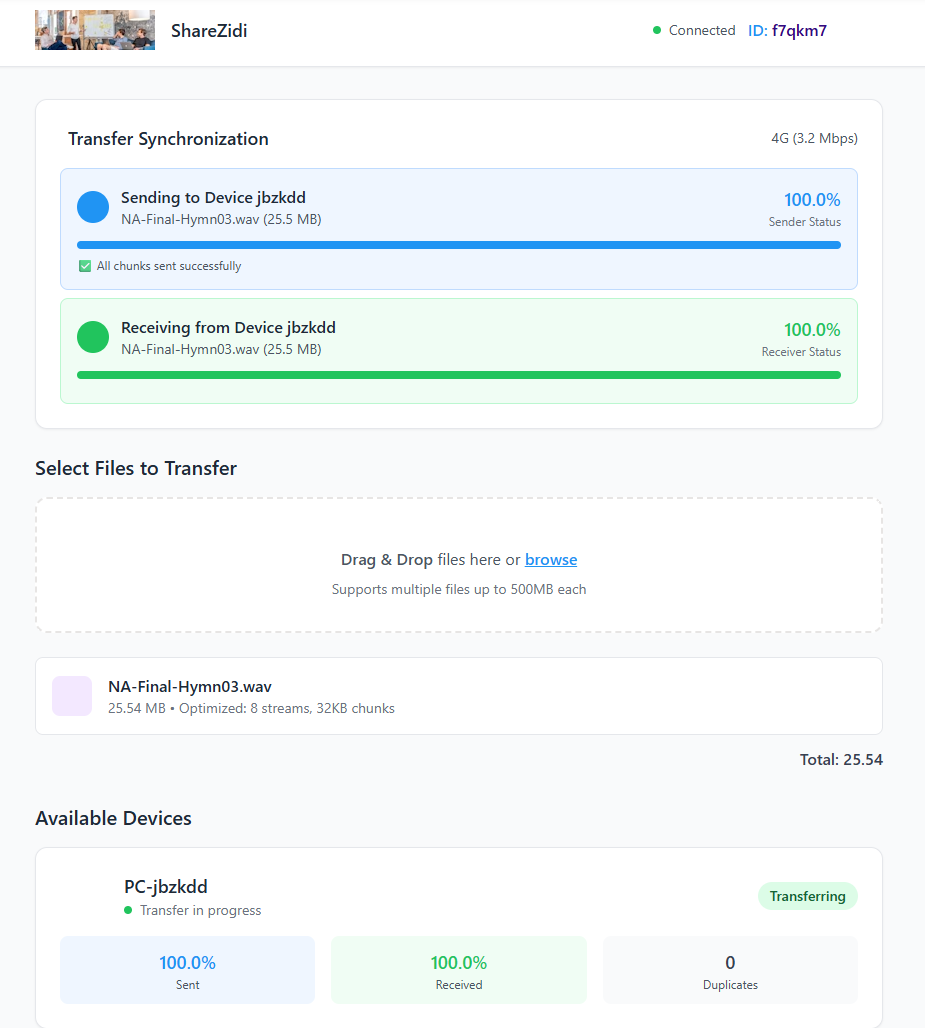 ShareZidi
Connected ID: f7qkm7
Transfer Synchronization
4G (3.2 Mbps)
Sending to Device jbzkdd
100.0%
NA-Final-Hymn03.wav (25.5 MB)
Sender Status
✅ All chunks sent successfully
Receiving from Device jbzkdd
100.0%
NA-Final-Hymn03.wav (25.5 MB)
Receiver Status
Select Files to Transfer
Drag & Drop files here or browse
Supports multiple files up to 500MB each
NA-Final-Hymn03.wav
25.54 MB • Optimized: 8 streams, 32KB chunks
Total: 25.54
Available Devices
PC-jbzkdd
Transfer in progress
Transferring
100.0%
Sent
100.0%
Received
0
Duplicates